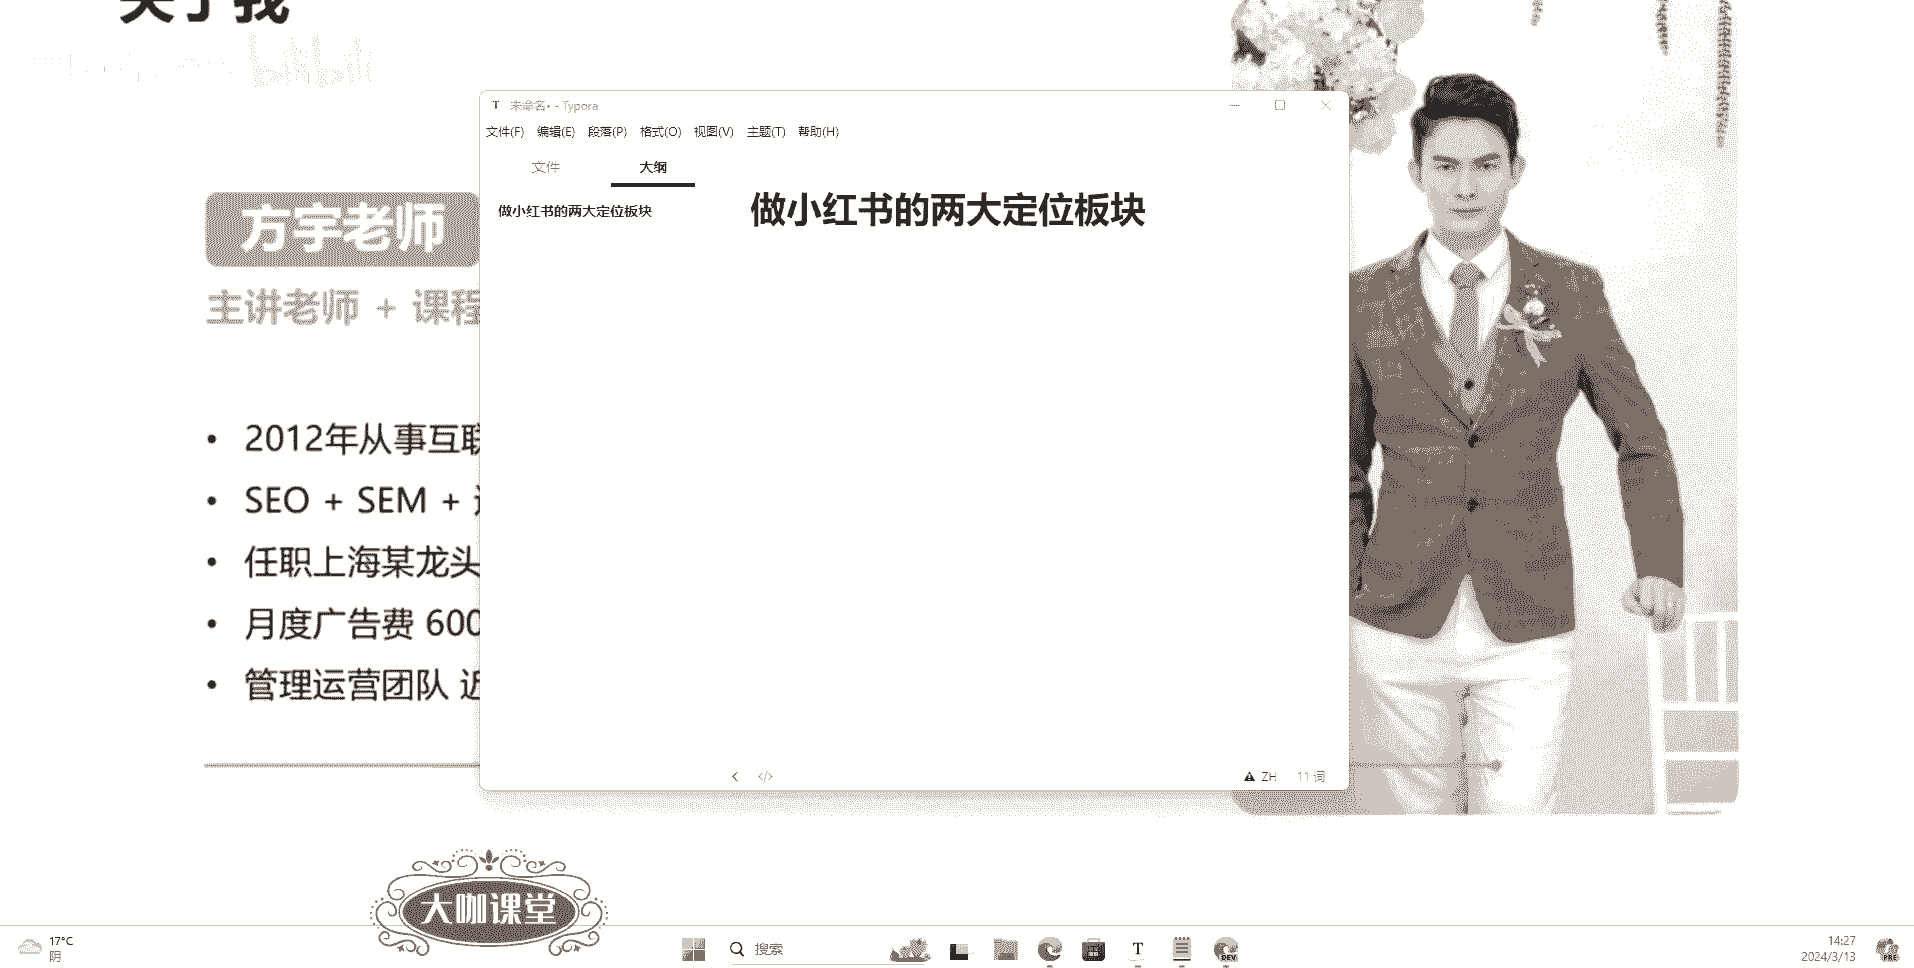 关于我
bilibili
未命名• - Typora
文件(F) 编辑(E) 段落(P) 格式(O) 视图(V) 主题(T) 帮助(H)
文件 大纲
做小红书的两大定位板块
做小红书的两大定位板块
方宇老师
主讲老师 + 课程
• 2012年从事互联
• SEO + SEM +
• 任职上海某龙头
• 月度广告费 600
• 管理运营团队 近
</> ZH 11 词
大咖课堂
17°C
阴
搜索
DEV
14:27
2024/3/13
PRE